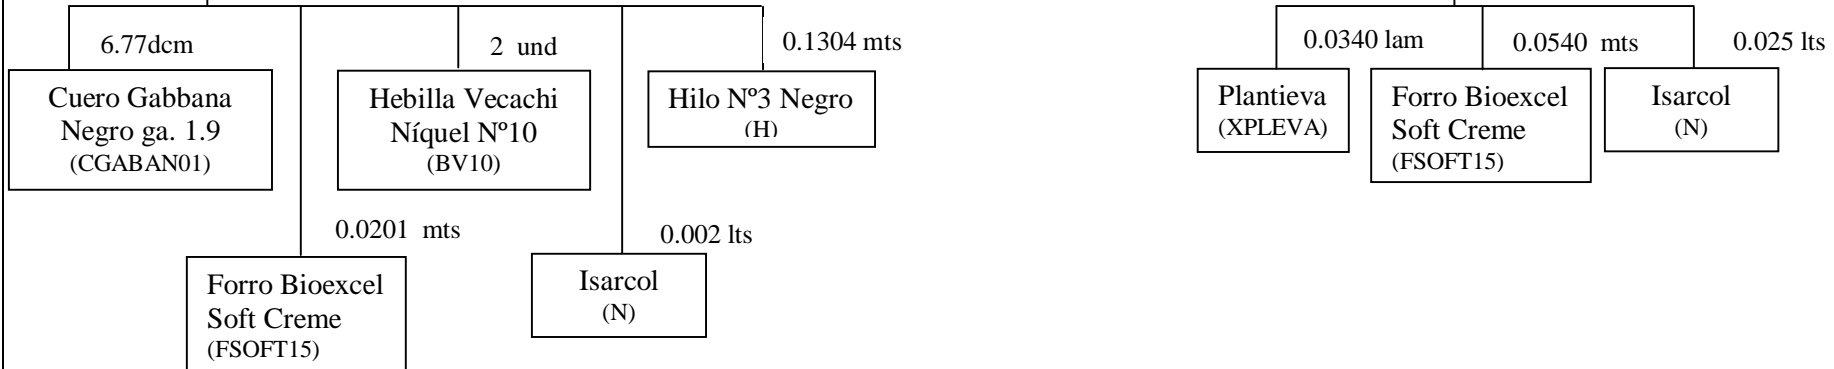 6.77dcm
Cuero Gabbana
Negro ga. 1.9
(CGABAN01)
0.0201 mts
Forro Bioexcel
Soft Creme
(FSOFT15)
2 und
Hebilla Vecachi
Níquel Nº10
(BV10)
0.002 lts
Isarcol
(N)
0.1304 mts
Hilo Nº3 Negro
(H)
0.0340 lam
Plantieva
(XPLEVA)
0.0540 mts
Forro Bioexcel
Soft Creme
(FSOFT15)
0.025 lts
Isarcol
(N)